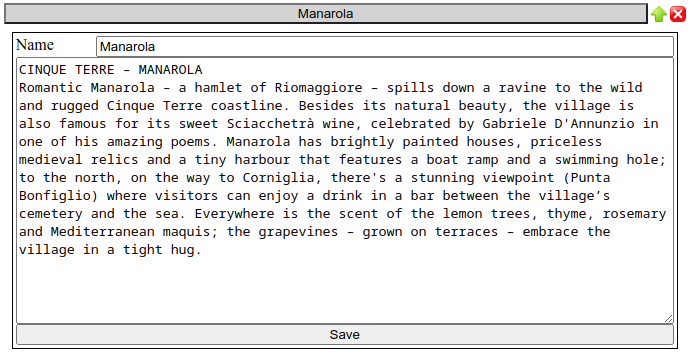 Manarola
Name
Manarola
CINQUE TERRE – MANAROLA
Romantic Manarola – a hamlet of Riomaggiore – spills down a ravine to the wild
and rugged Cinque Terre coastline. Besides its natural beauty, the village is
also famous for its sweet Sciacchetrà wine, celebrated by Gabriele D'Annunzio in
one of his amazing poems. Manarola has brightly painted houses, priceless
medieval relics and a tiny harbour that features a boat ramp and a swimming hole;
to the north, on the way to Corniglia, there's a stunning viewpoint (Punta
Bonfiglio) where visitors can enjoy a drink in a bar between the village’s
cemetery and the sea. Everywhere is the scent of the lemon trees, thyme, rosemary
and Mediterranean maquis; the grapevines – grown on terraces – embrace the
village in a tight hug.
Save